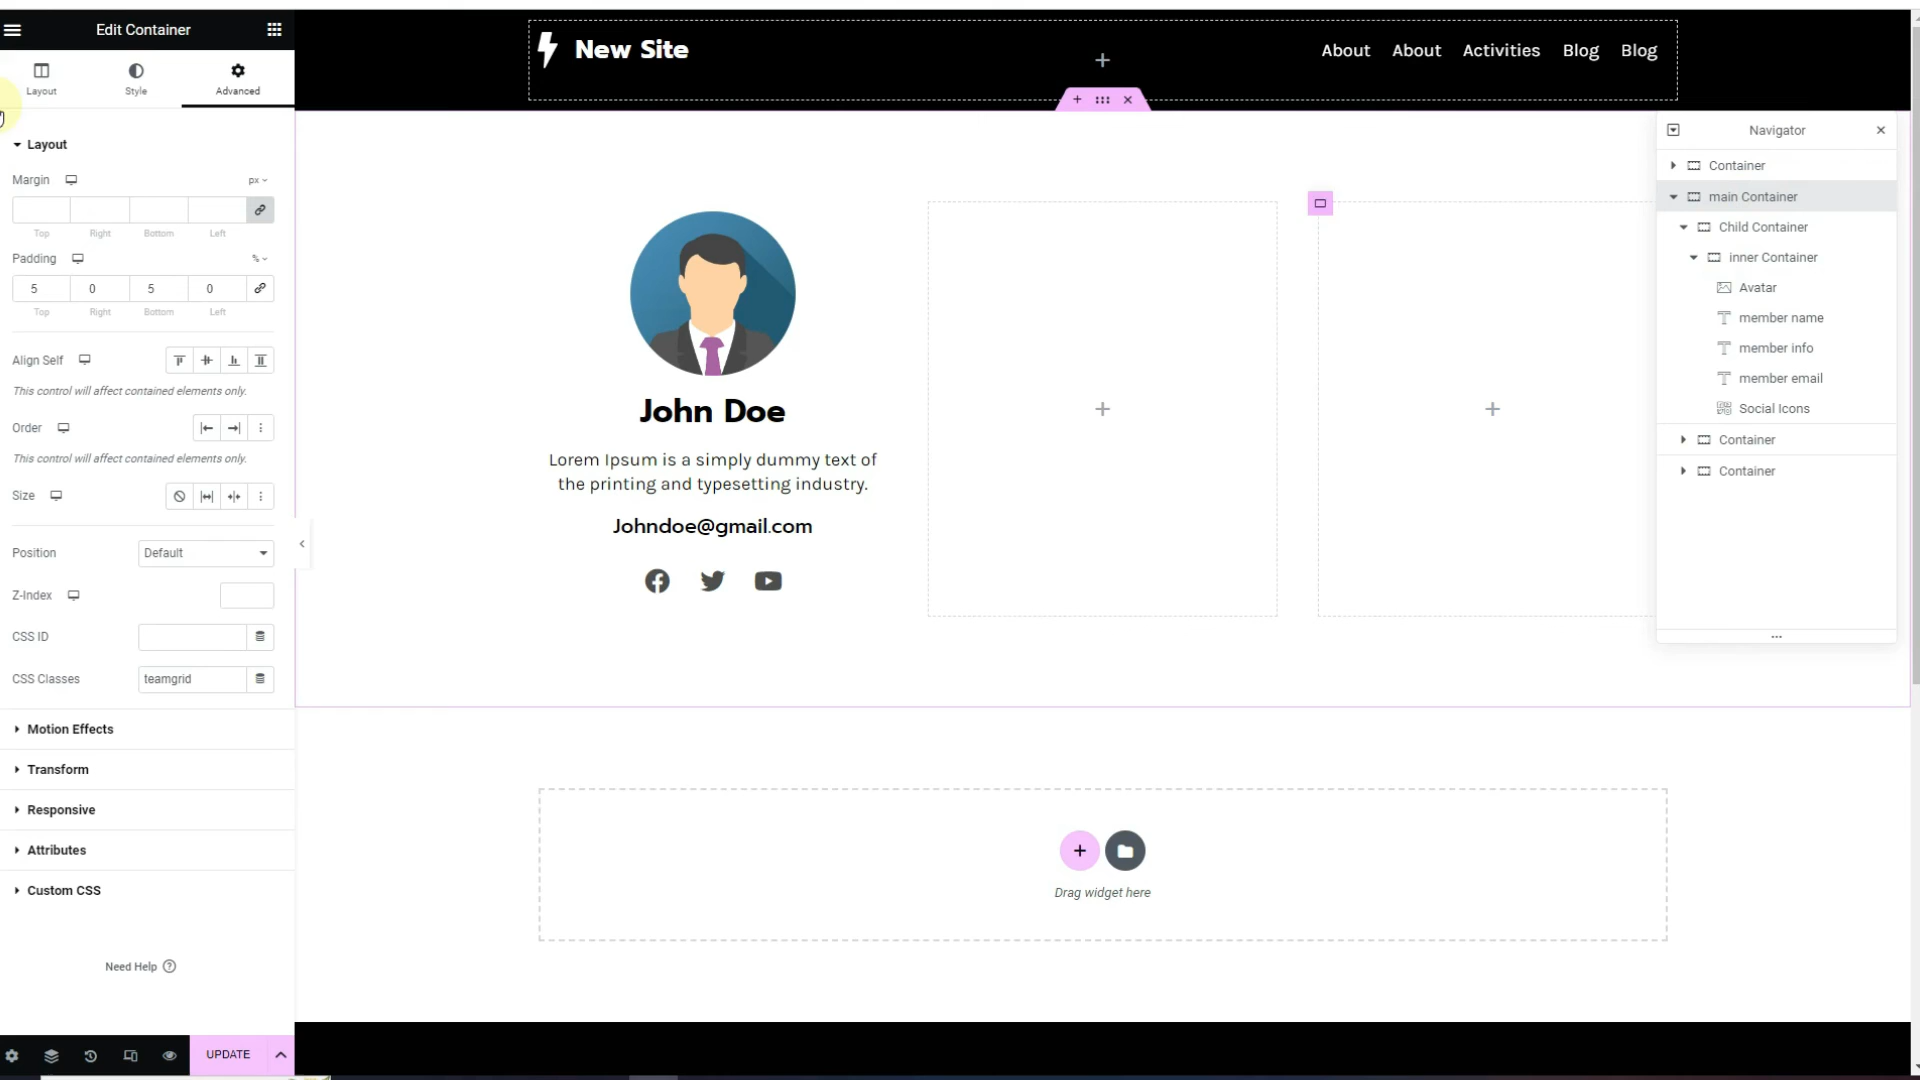 Edit Container
Layout
Style
Advanced
Layout
Margin
px
Top
Right
Bottom
Left
Padding
%
5
0
5
0
Top
Right
Bottom
Left
Align Self
This control will affect contained elements only.
Order
This control will affect contained elements only.
Size
Position
Default
Z-Index
CSS ID
CSS Classes
teamgrid
Motion Effects
Transform
Responsive
Attributes
Custom CSS
Need Help
UPDATE
New Site
About
About
Activities
Blog
Blog
John Doe
Lorem Ipsum is a simply dummy text of
the printing and typesetting industry.
Johndoe@gmail.com
Drag widget here
Navigator
Container
main Container
Child Container
inner Container
Avatar
member name
member info
member email
Social Icons
Container
Container